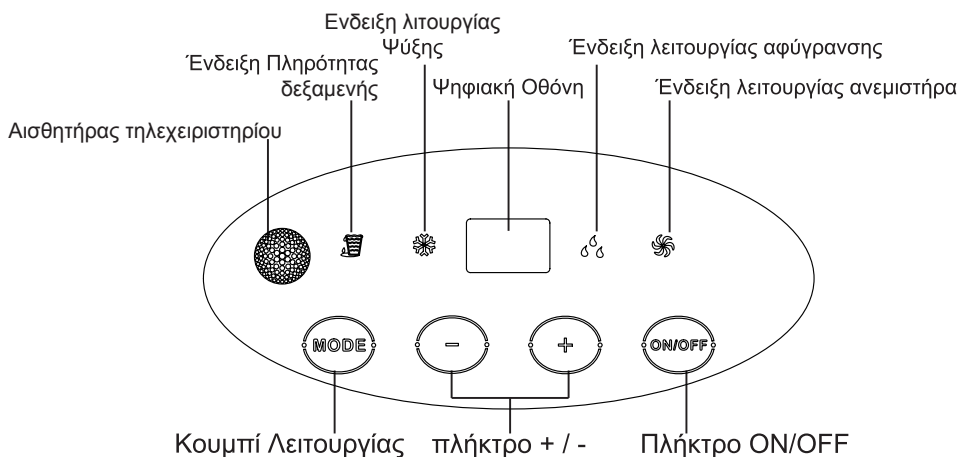 Ενδειξη λιτουργίας
Ψύξης
Ένδειξη λειτουργίας αφύγρανσης
Ένδειξη Πληρότητας
δεξαμενής
Ψηφιακή Οθόνη
Ένδειξη λειτουργίας ανεμιστήρα
Αισθητήρας τηλεχειριστηρίου
MODE
-
+
ON/OFF
Κουμπί Λειτουργίας
πλήκτρο + / -
Πλήκτρο ON/OFF